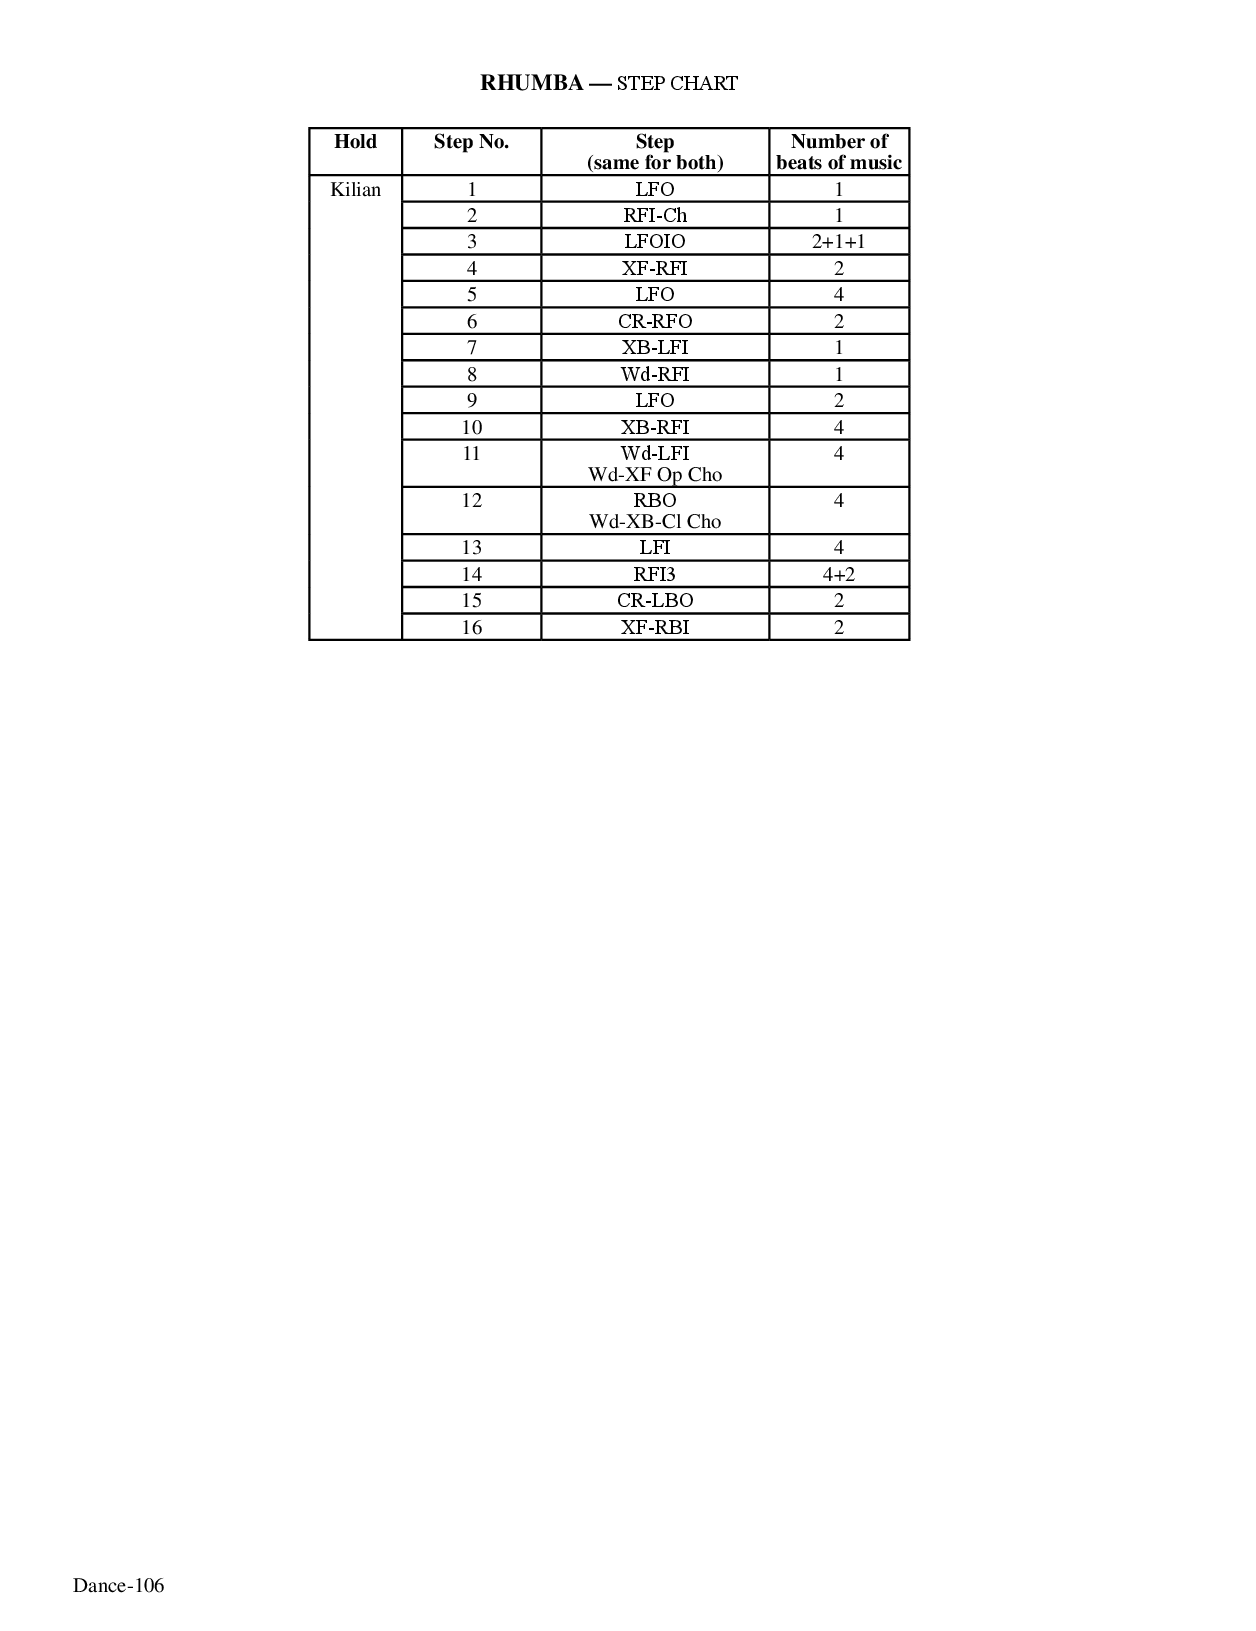 RHUMBA — STEP CHART
Hold Step No. Step Number of
(same for both) beats of music
Kilian 1 LFO 1
2 RFI-Ch 1
3 LFOIO 2+1+1
4 XF-RFI 2
5 LFO 4
6 CR-RFO 2
7 XB-LFI 1
8 Wd-RFI 1
9 LFO 2
10 XB-RFI 4
11 Wd-LFI 4
Wd-XF Op Cho
12 RBO 4
Wd-XB-Cl Cho
13 LFI 4
14 RFI3 4+2
15 CR-LBO 2
16 XF-RBI 2
Dance-106